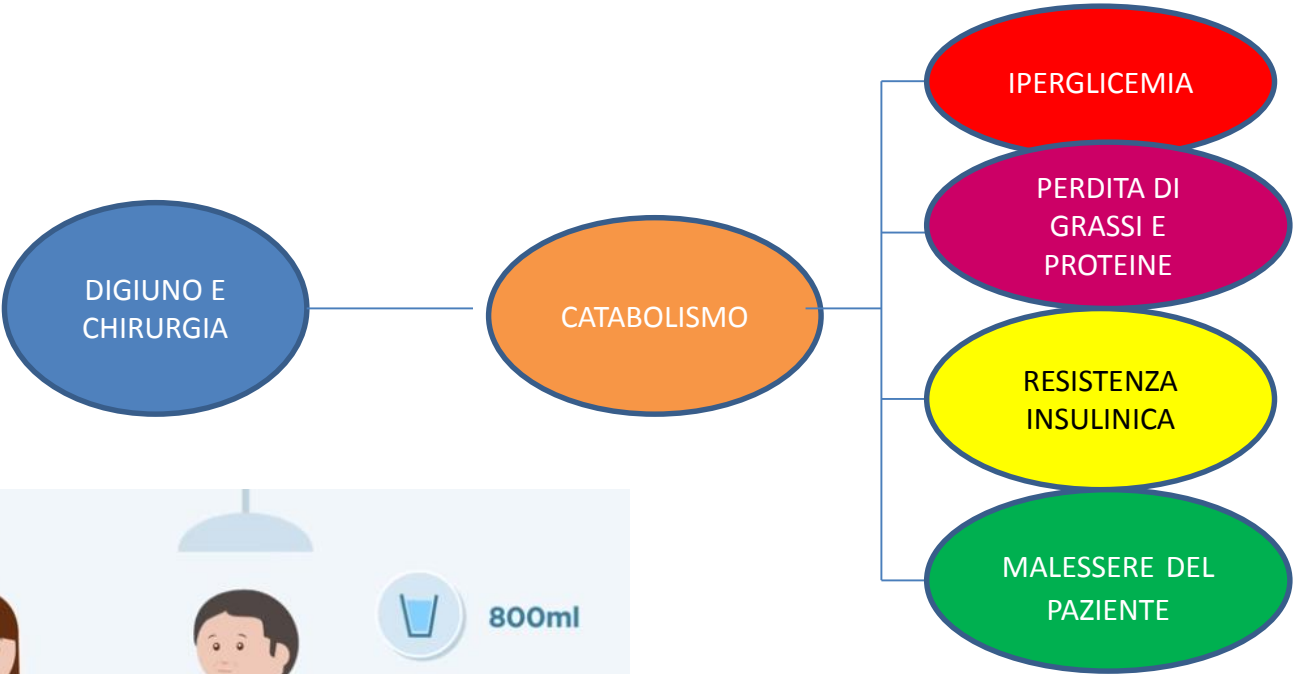 DIGIUNO E
CHIRURGIA
CATABOLISMO
IPERGLICEMIA
PERDITA DI
GRASSI E
PROTEINE
RESISTENZA
INSULINICA
MALESSERE DEL
PAZIENTE
800ml